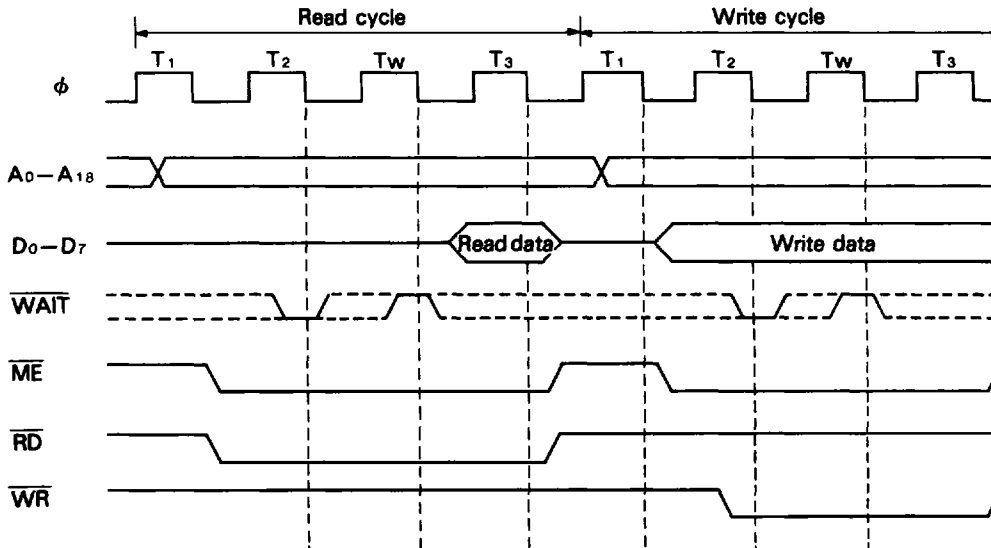 Read cycle Write cycle
T1 T2 TW T3 T1 T2 TW T3
ϕ
A0—A18
D0—D7 Read data Write data
WAIT
ME
RD
WR